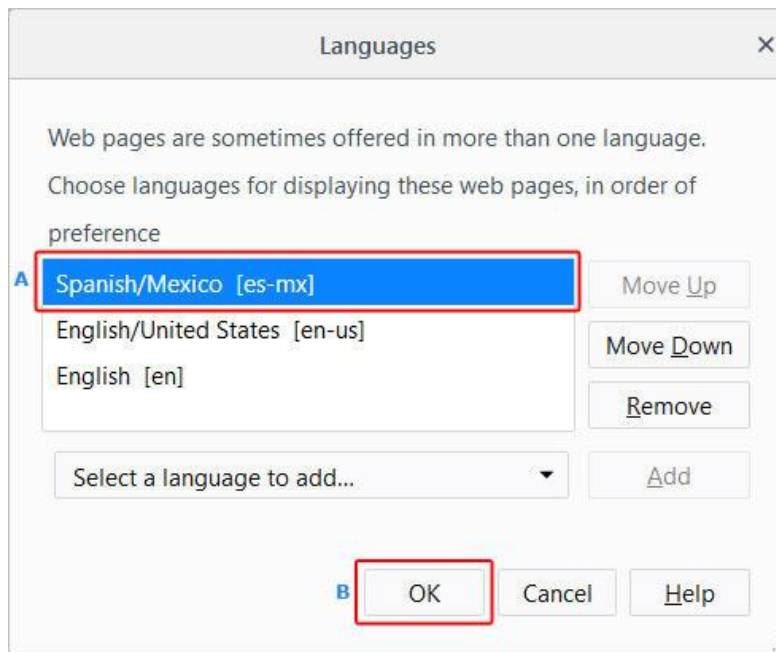 Languages
Web pages are sometimes offered in more than one language.
Choose languages for displaying these web pages, in order of
preference
A
Spanish/Mexico [es-mx]
Move Up
English/United States [en-us]
Move Down
English [en]
Remove
Select a language to add...
Add
B
OK
Cancel
Help